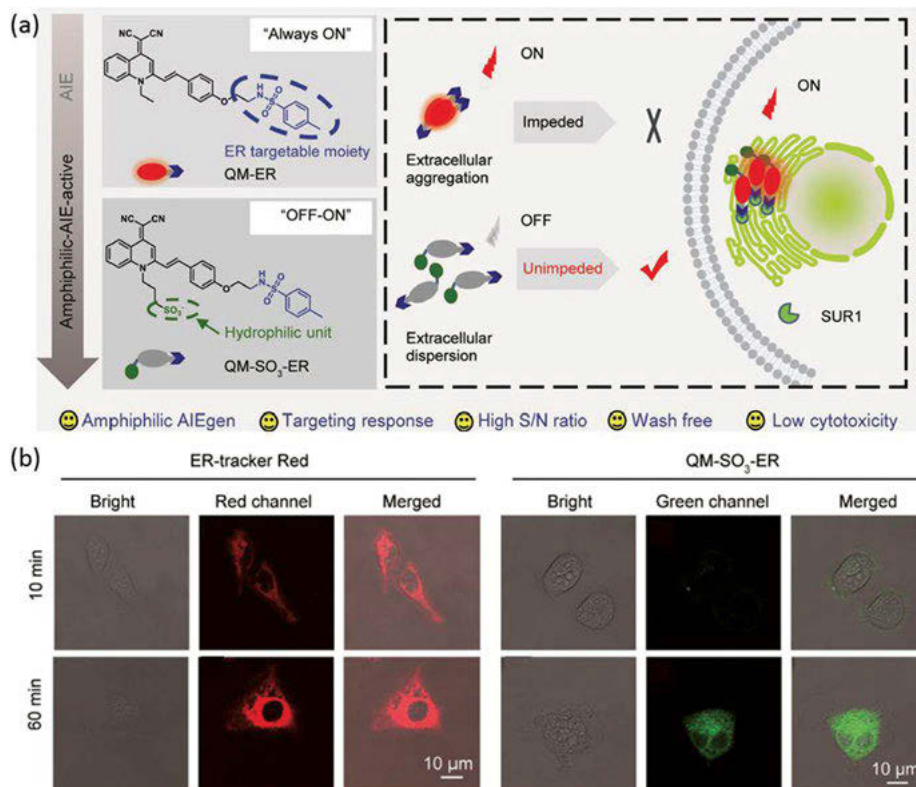 (a)
AIE
Amphiphilic-AIE-active
NC CN
"Always ON"
N
O
H
N
O
S
O
ER targetable moiety
QM-ER
NC CN
"OFF-ON"
N
O
H
N
O
S
O
SO₃⁻
Hydrophilic unit
QM-SO₃-ER
ON
Impeded
Extracellular
aggregation
OFF
Unimpeded
Extracellular
dispersion
ON
SUR1
Amphiphilic AIEgen Targeting response High S/N ratio Wash free Low cytotoxicity
(b)
ER-tracker Red
Bright Red channel Merged
QM-SO₃-ER
Bright Green channel Merged
10 min
60 min
10 μm
10 μm